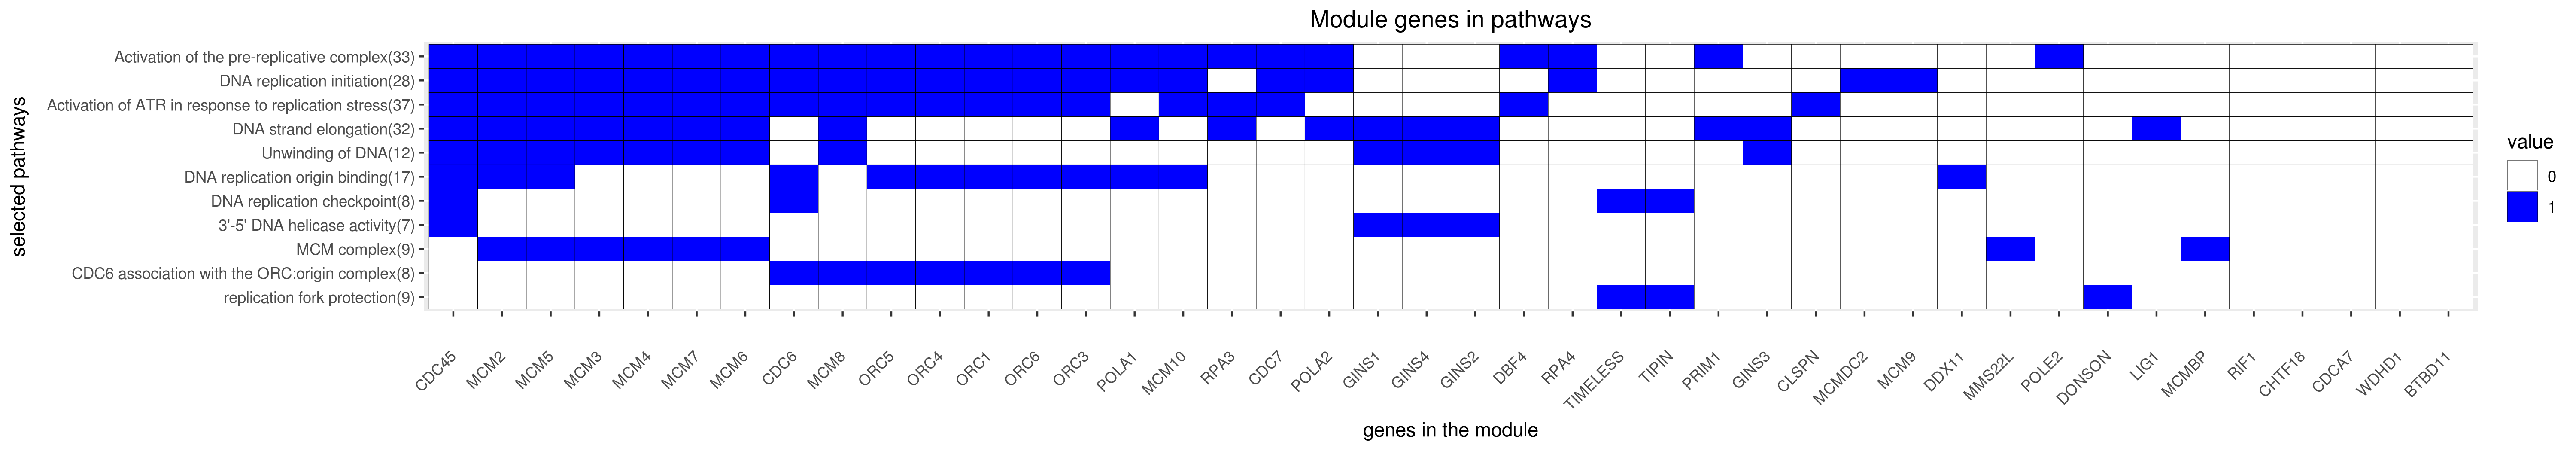 Module genes in pathways
selected pathways
Activation of the pre-replicative complex(33)
DNA replication initiation(28)
Activation of ATR in response to replication stress(37)
DNA strand elongation(32)
Unwinding of DNA(12)
DNA replication origin binding(17)
DNA replication checkpoint(8)
3'-5' DNA helicase activity(7)
MCM complex(9)
CDC6 association with the ORC:origin complex(8)
replication fork protection(9)
CDC45
MCM2
MCM5
MCM3
MCM4
MCM7
MCM6
CDC6
MCM8
ORC5
ORC4
ORC1
ORC6
ORC3
POLA1
MCM10
RPA3
CDC7
POLA2
GINS1
GINS4
GINS2
DBF4
RPA4
TIMELESS
TIPIN
PRIM1
GINS3
CLSPN
MCMDC2
MCM9
DDX11
MMS22L
POLE2
DONSON
LIG1
MCMBP
RIF1
CHTF18
CDCA7
WDHD1
BTBD11
genes in the module
value
0
1